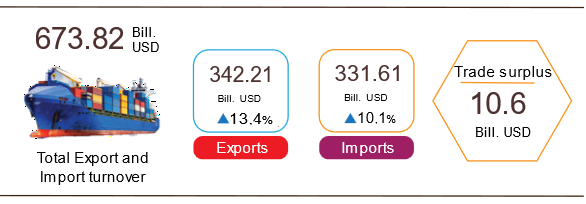 673.82 Bill.
USD
Total Export and
Import turnover
342.21
Bill. USD
▲13,4%
Exports
331.61
Bill. USD
▲10.1%
Imports
Trade surplus
10.6
Bill. USD